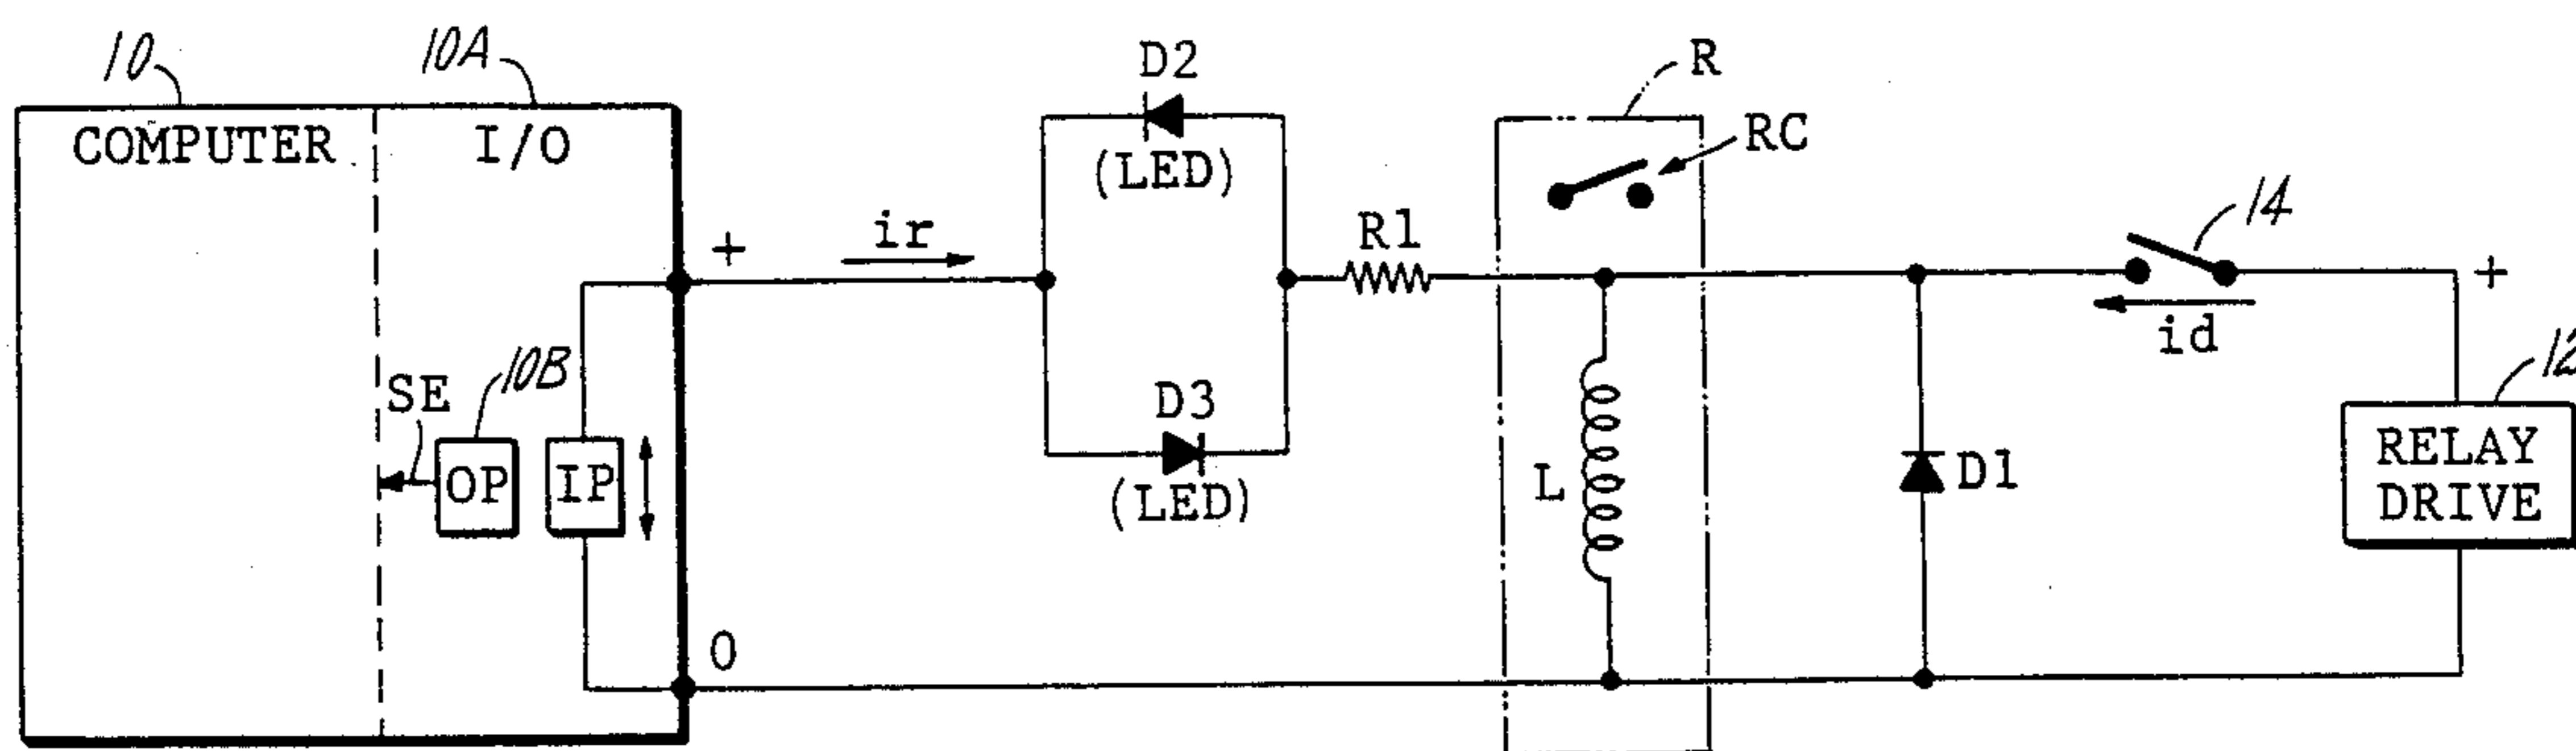 10
10A
COMPUTER
I/O
D2
(LED)
R
RC
+
ir
R1
14
+
id
SE
10B
OP
IP
D3
(LED)
L
D1
12
RELAY
DRIVE
0